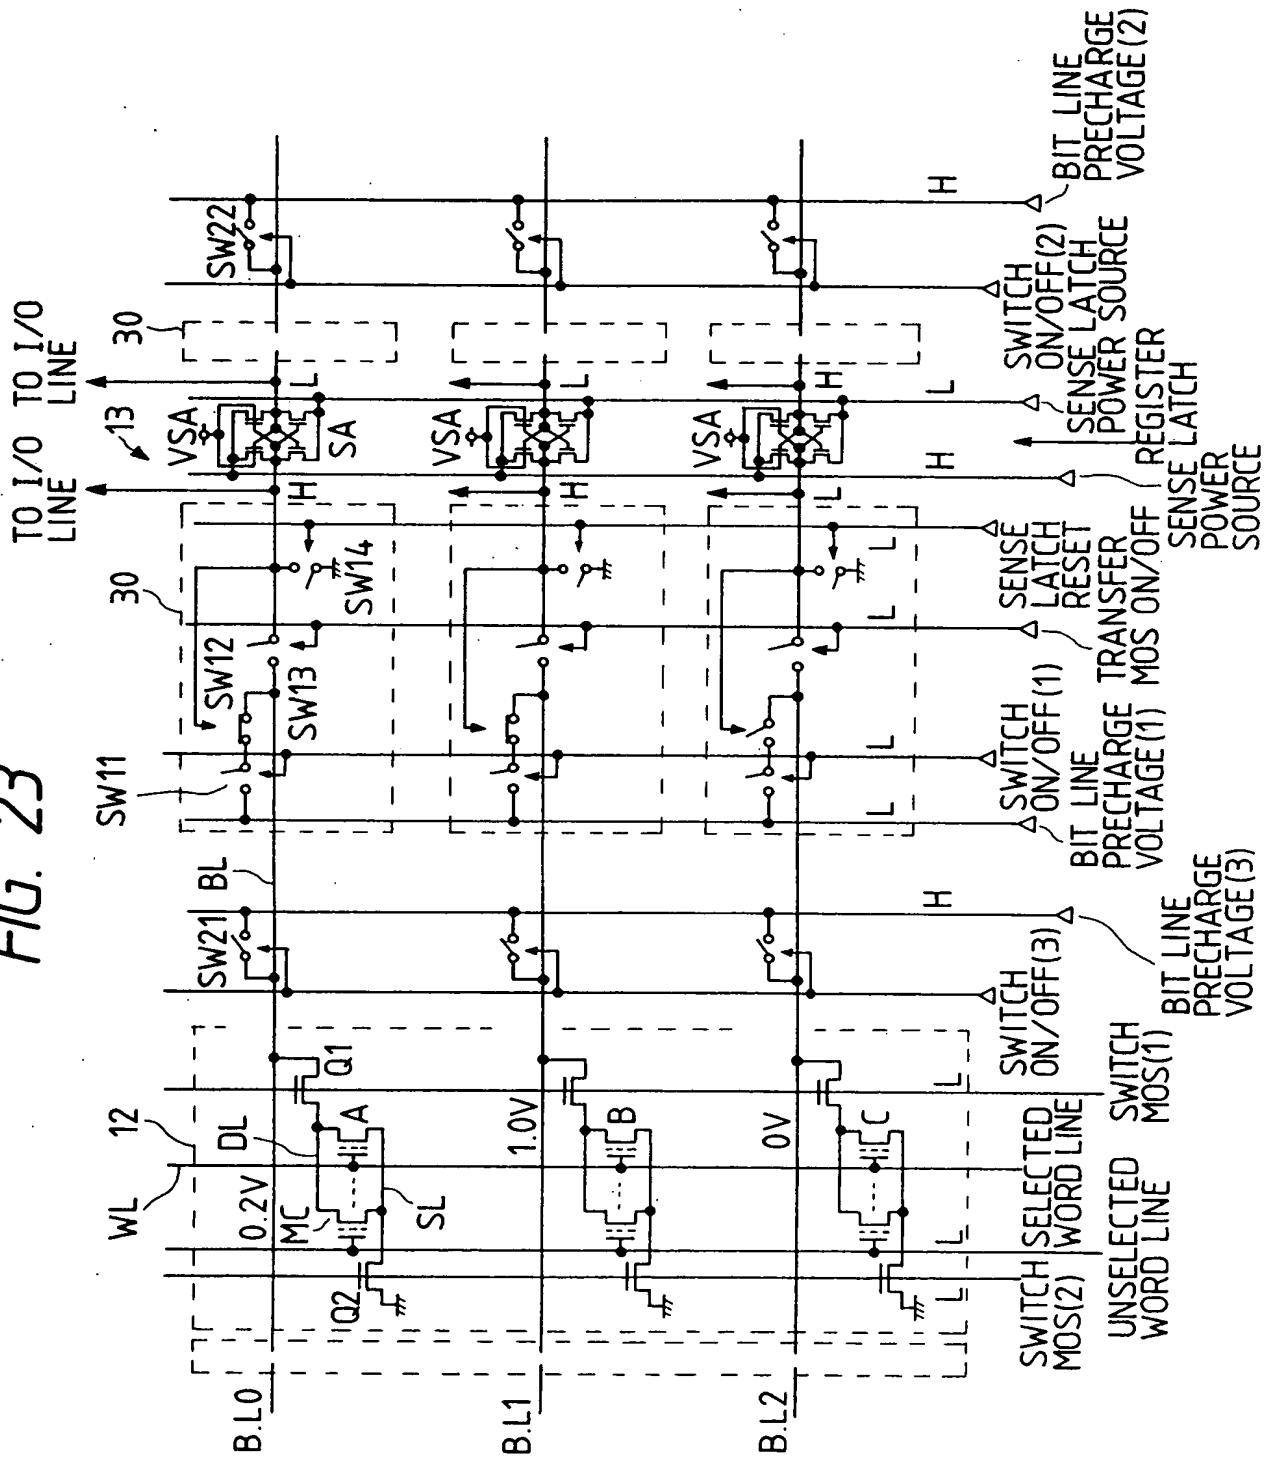 FIG. 23
TO I/O
LINE
TO I/O
LINE
13
30
30
SW11
SW12
SW13
SW14
VSA
SA
H
L
SW22
BL
SW21
12
WL
DL
0.2V
MC
A
Q1
Q2
SL
B.L0
VSA
H
L
1.0V
B
B.L1
VSA
L
H
0V
C
B.L2
L
L
L
H
L
L
L
L
H
L
H
SWITCH
MOS(2)
UNSELECTED
WORD LINE
SELECTED
WORD LINE
SWITCH
MOS(1)
SWITCH
ON/OFF(3)
BIT LINE
PRECHARGE
VOLTAGE(3)
BIT LINE
PRECHARGE
VOLTAGE(1)
SWITCH
ON/OFF(1)
TRANSFER
MOS ON/OFF
SENSE
LATCH
RESET
SENSE LATCH
POWER
SOURCE
REGISTER
SENSE LATCH
POWER SOURCE
SWITCH
ON/OFF(2)
BIT LINE
PRECHARGE
VOLTAGE(2)